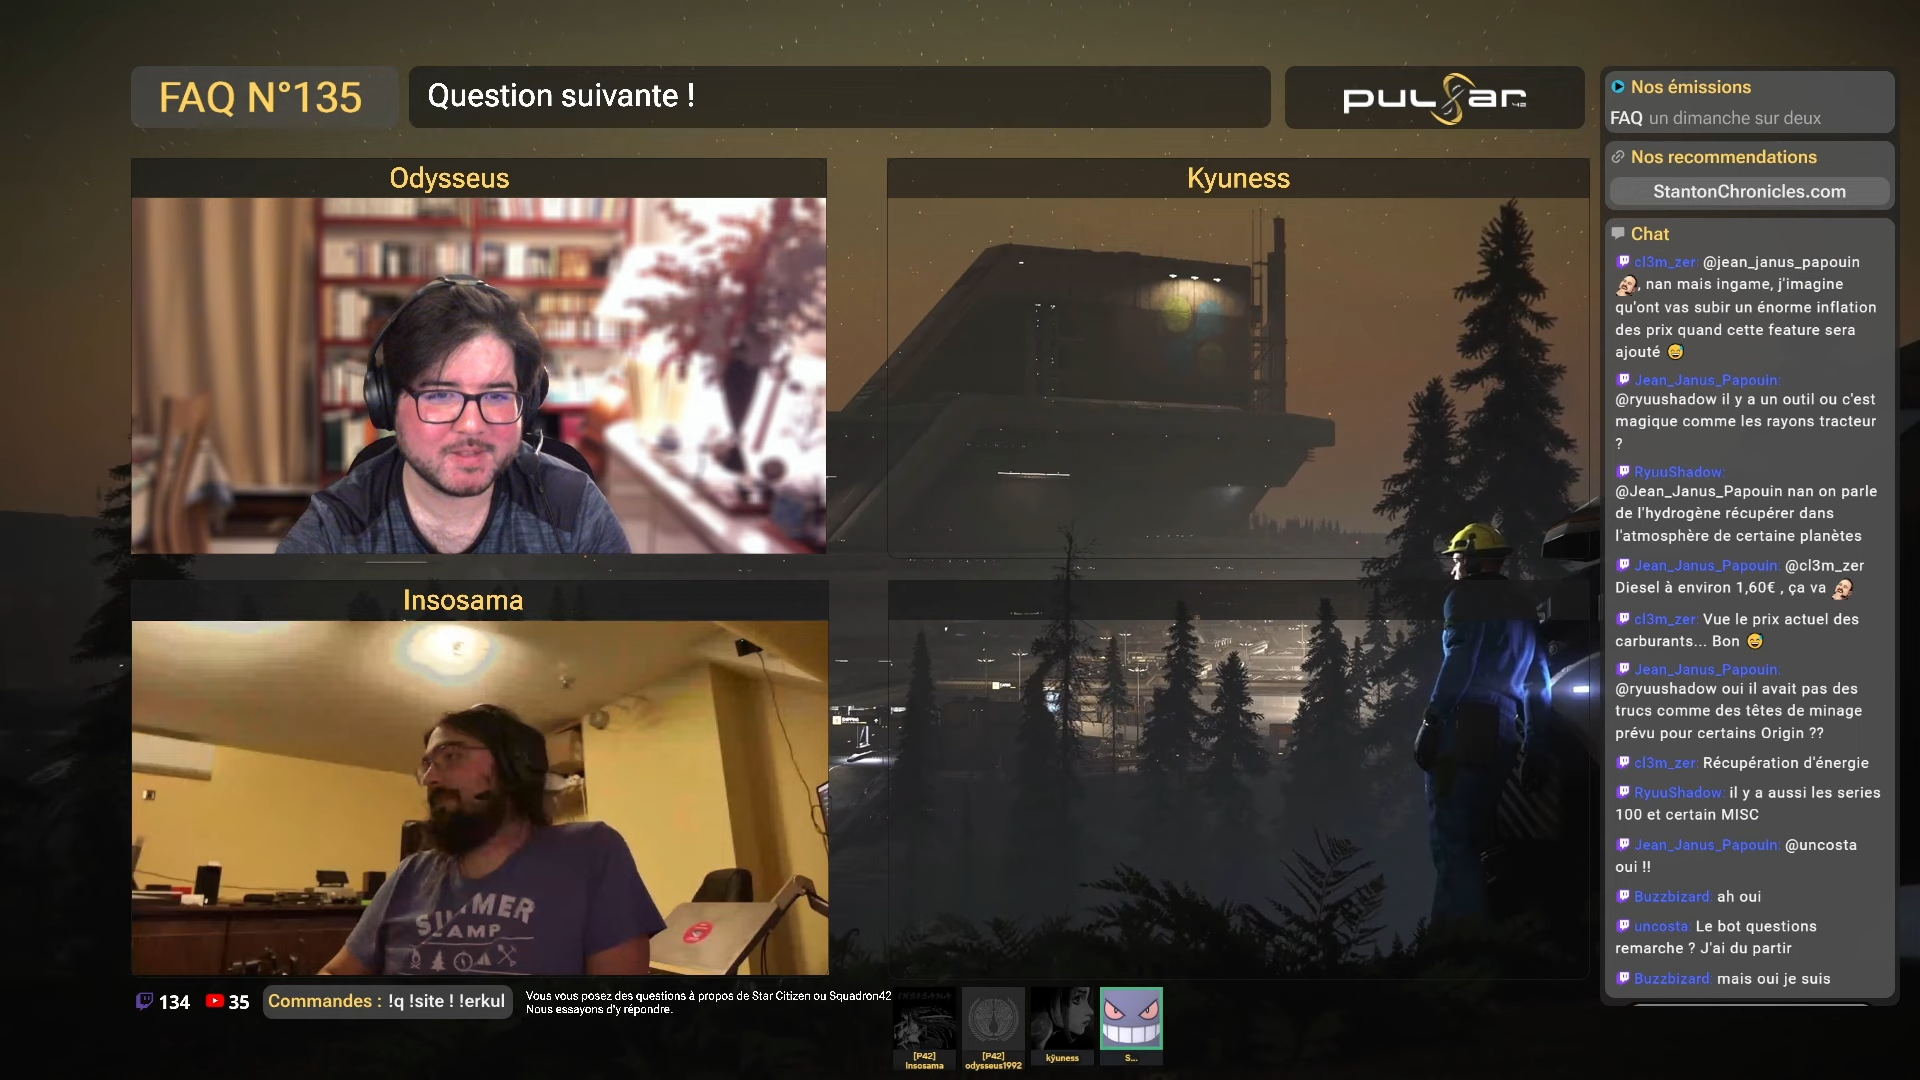 FAQ N°135
Question suivante !
pulsar 42
Nos émissions
FAQ un dimanche sur deux
Nos recommendations
StantonChronicles.com
Chat
cl3m_zer: @jean_janus_papouin
, nan mais ingame, j'imagine
qu'ont vas subir un énorme inflation
des prix quand cette feature sera
ajouté 😅
Jean_Janus_Papouin:
@ryuushadow il y a un outil ou c'est
magique comme les rayons tracteur
?
RyuuShadow:
@Jean_Janus_Papouin nan on parle
de l'hydrogène récupérer dans
l'atmosphère de certaine planètes
Jean_Janus_Papouin: @cl3m_zer
Diesel à environ 1,60€ , ça va
cl3m_zer: Vue le prix actuel des
carburants... Bon 😅
Jean_Janus_Papouin:
@ryuushadow oui il avait pas des
trucs comme des têtes de minage
prévu pour certains Origin ??
cl3m_zer: Récupération d'énergie
RyuuShadow: il y a aussi les series
100 et certain MISC
Jean_Janus_Papouin: @uncosta
oui !!
Buzzbizard: ah oui
uncosta: Le bot questions
remarche ? J'ai du partir
Buzzbizard: mais oui je suis
Odysseus
Kyuness
Insosama
SUMMER
CAMP
134
35
Commandes : !q !site ! !erkul
Vous vous posez des questions à propos de Star Citizen ou Squadron42
Nous essayons d'y répondre.
INSOSAMA
[P42]
Insosama
[P42]
odysseus1992
kÿuness
S...